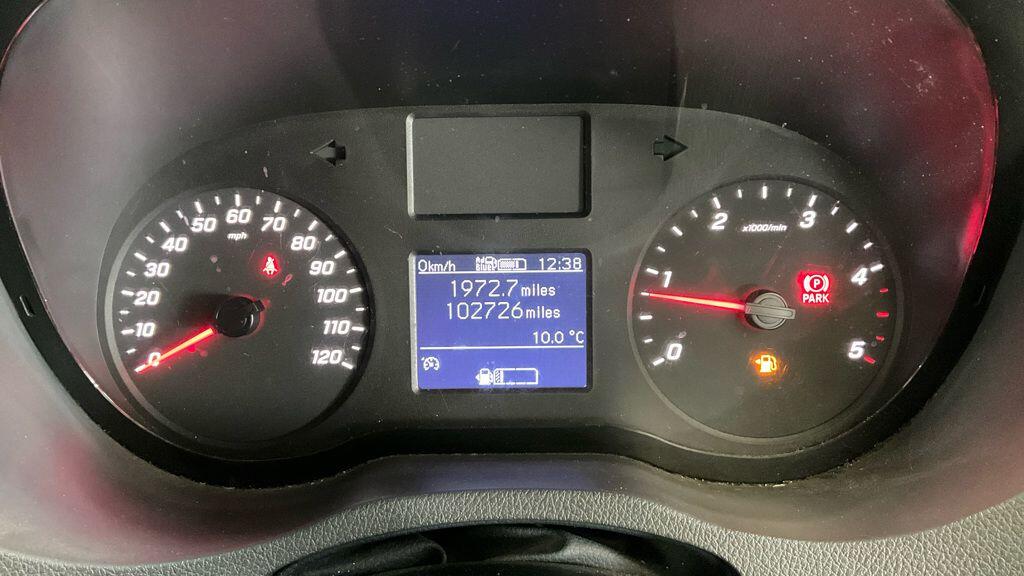 0km/h AdBlue 12:38
1972.7 miles
102726 miles
10.0 °C
0 10 20 30 40 50 60 70 80 90 100 110 120
mph
0 1 2 3 4 5
x1000/min
P
PARK